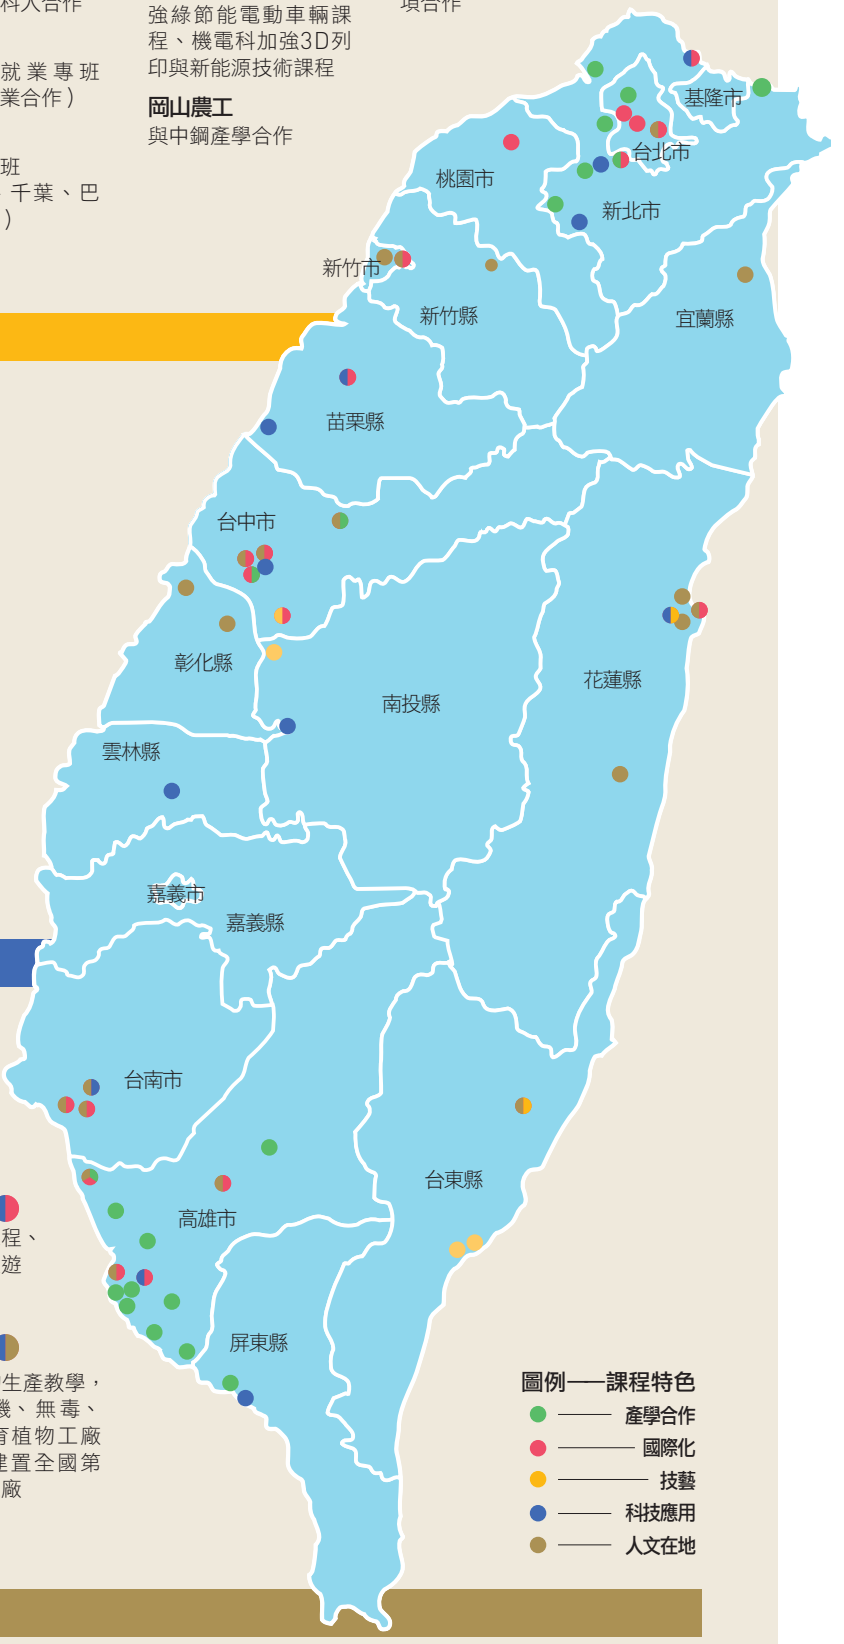 科大合作
強綠節能電動車輛課
程、機電科加強3D列
印與新能源技術課程
項合作
就業專班
業合作）
岡山農工
與中鋼產學合作
班
、千葉、巴
）
基隆市
台北市
桃園市
新北市
新竹市
新竹縣
宜蘭縣
苗栗縣
台中市
彰化縣
花蓮縣
南投縣
雲林縣
嘉義市
嘉義縣
台南市
台東縣
高雄市
屏東縣
程、
遊
生產教學，
機、無毒、
育植物工廠
建置全國第
廠
圖例——課程特色
產學合作
國際化
技藝
科技應用
人文在地